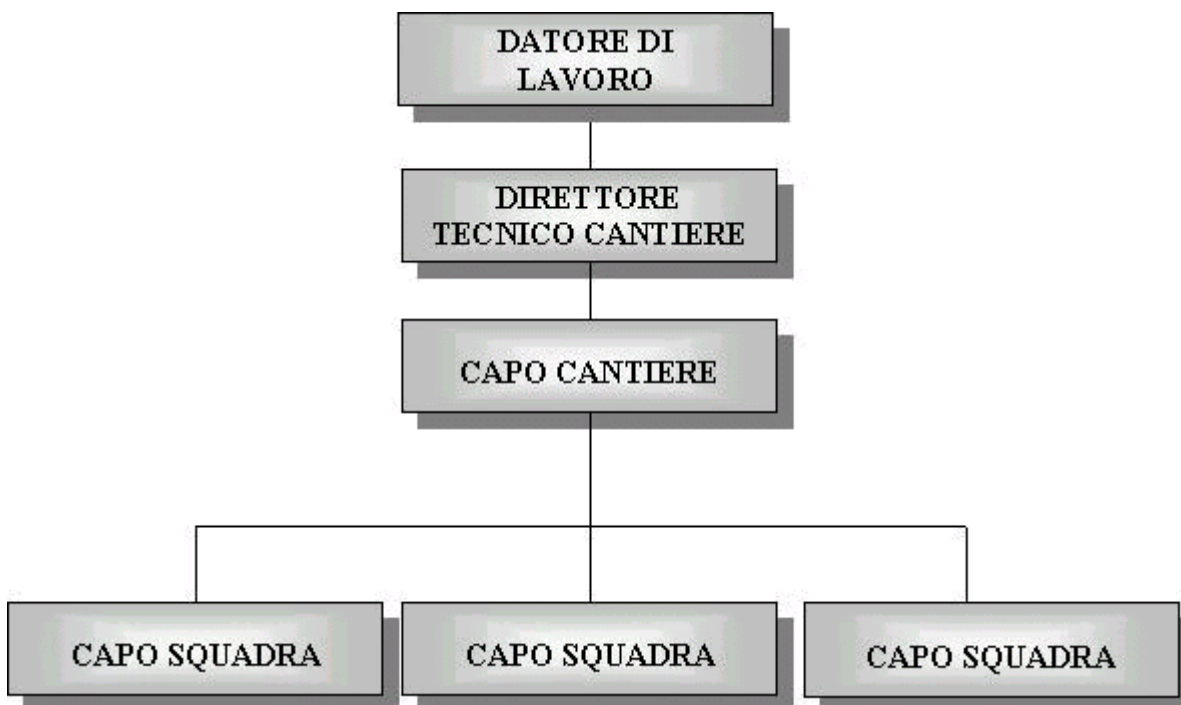 DATORE DI
LAVORO
DIRETTORE
TECNICO CANTIERE
CAPO CANTIERE
CAPO SQUADRA
CAPO SQUADRA
CAPO SQUADRA